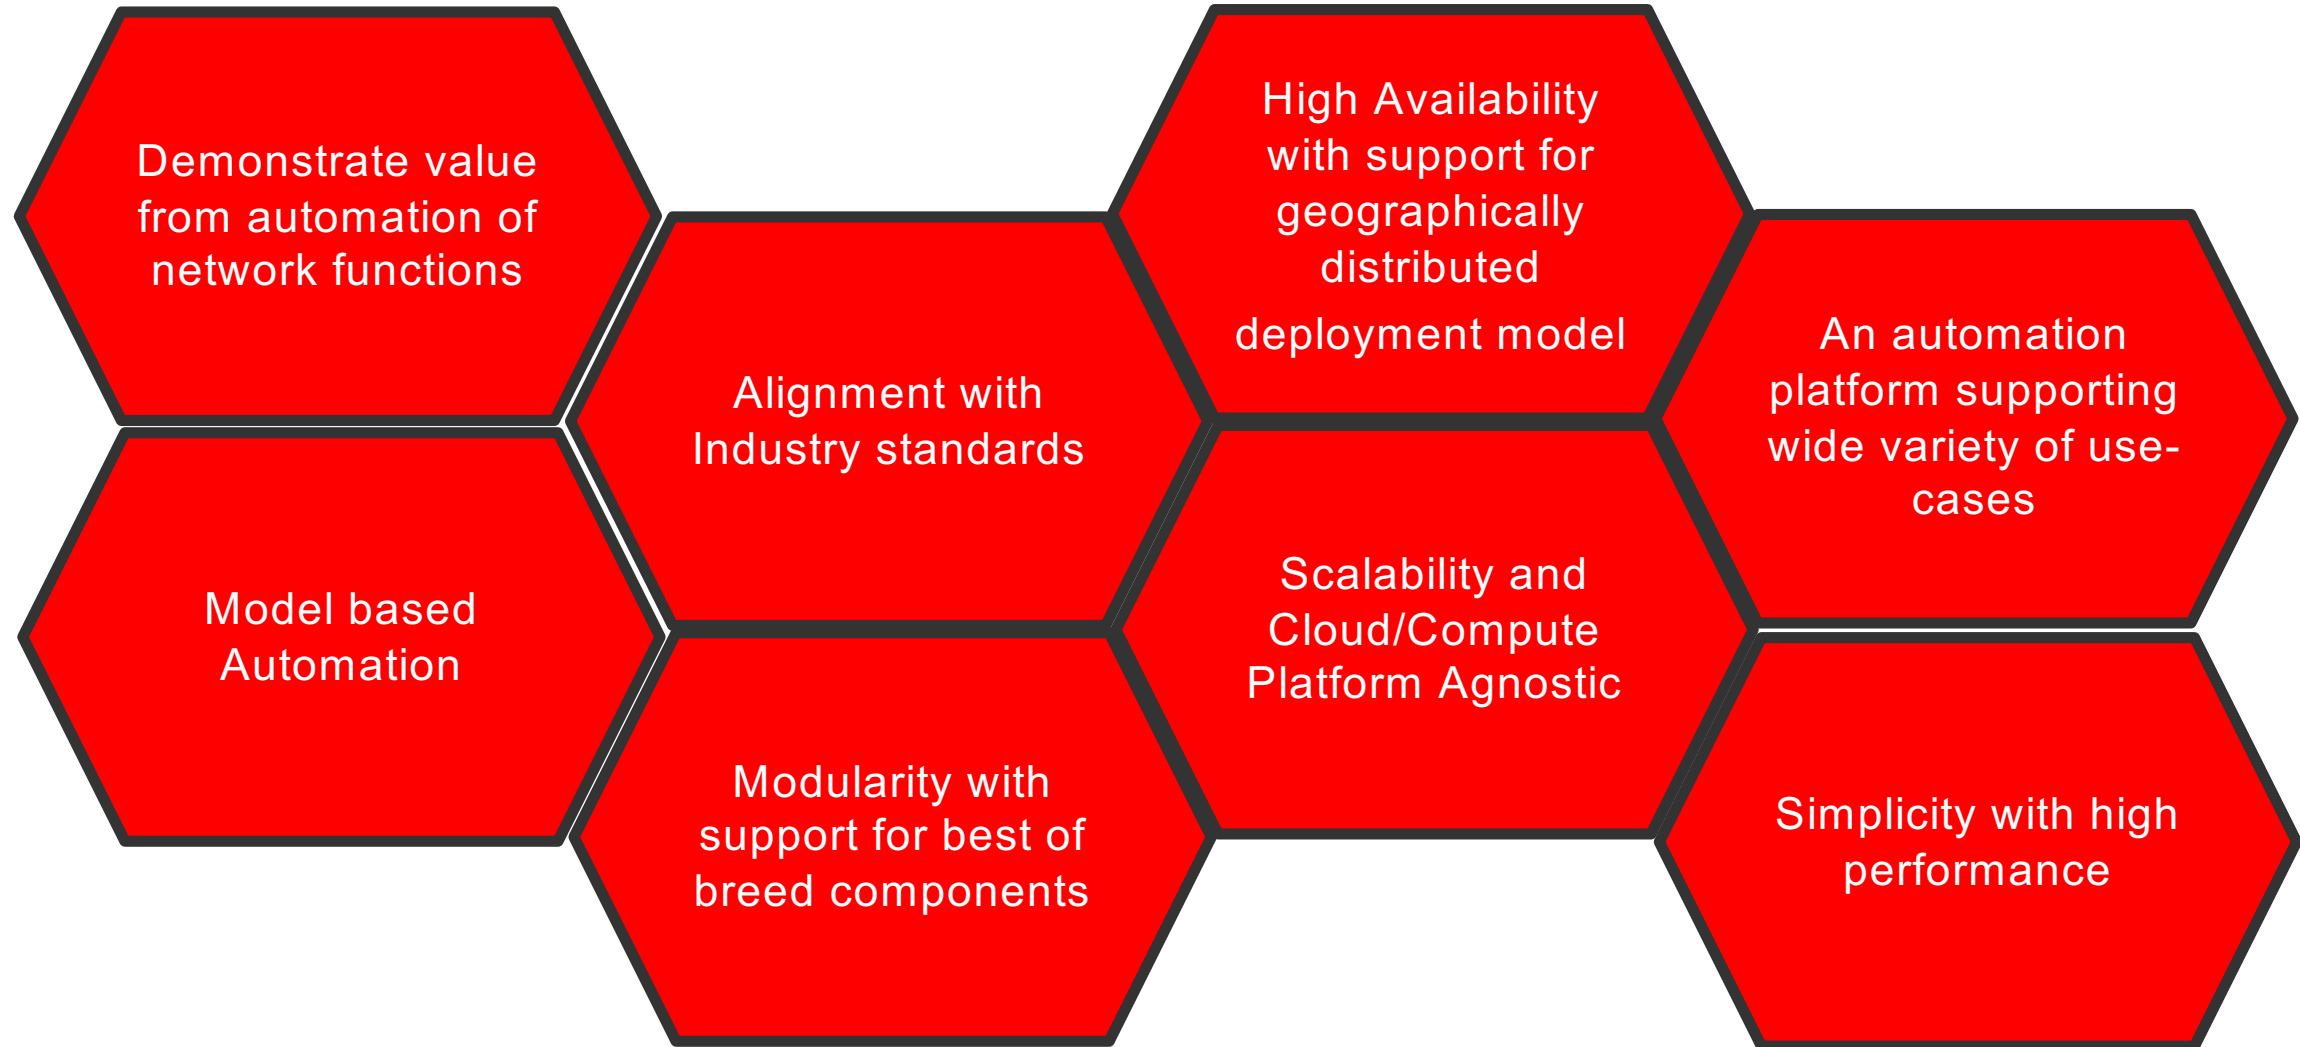 Demonstrate value
from automation of
network functions
Model based
Automation
Alignment with
Industry standards
Modularity with
support for best of
breed components
High Availability
with support for
geographically
distributed
deployment model
Scalability and
Cloud/Compute
Platform Agnostic
An automation
platform supporting
wide variety of use-
cases
Simplicity with high
performance